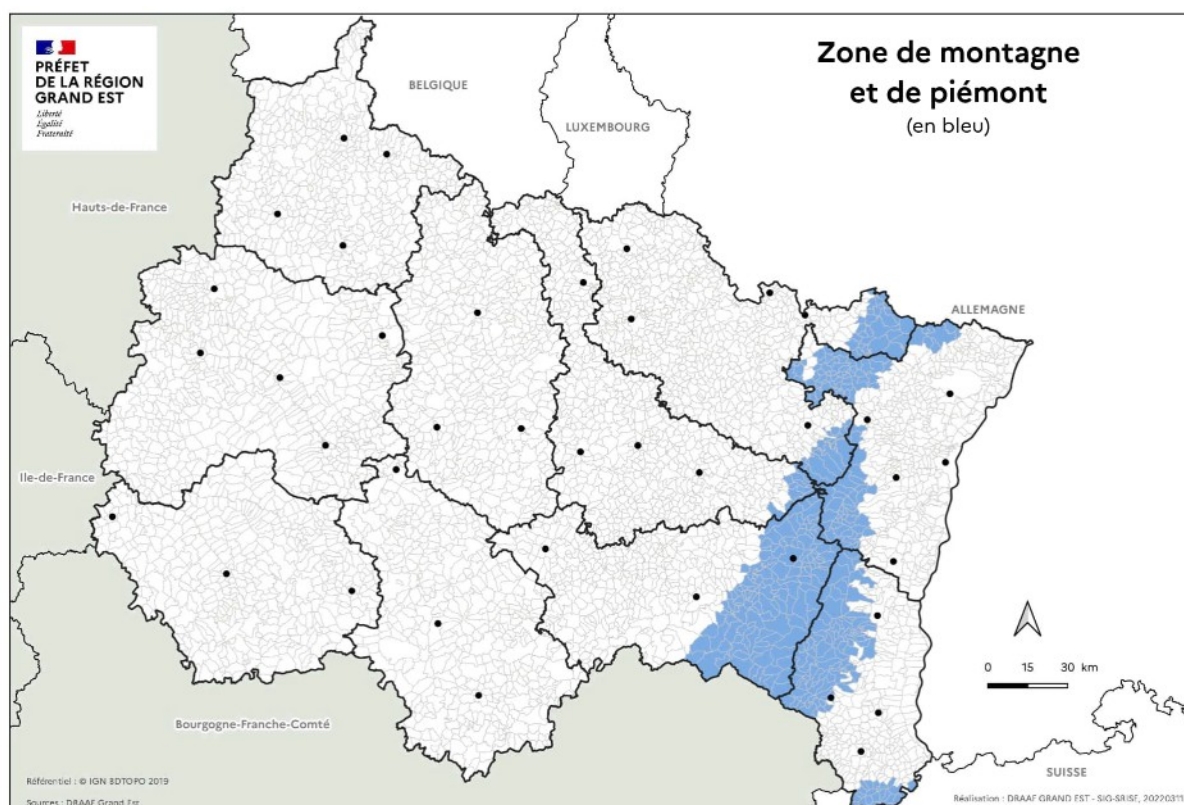 PRÉFET
DE LA RÉGION
GRAND EST
Liberté
Égalité
Fraternité
Zone de montagne
et de piémont
(en bleu)
BELGIQUE
LUXEMBOURG
Hauts-de-France
ALLEMAGNE
Ile-de-France
0 15 30 km
Bourgogne-Franche-Comté
SUISSE
Référentiel : © IGN BDTOPO 2019
Sources : DRAAF Grand Est
Réalisation : DRAAF GRAND EST - SIG-SRISE, 20220311